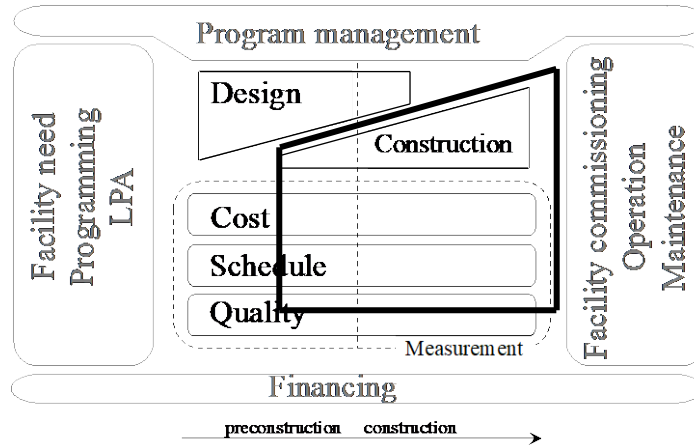 Program management
Facility need
Programming
LPA
Design
Construction
Cost
Schedule
Quality
Measurement
Facility commissioning
Operation
Maintenance
Financing
preconstruction construction